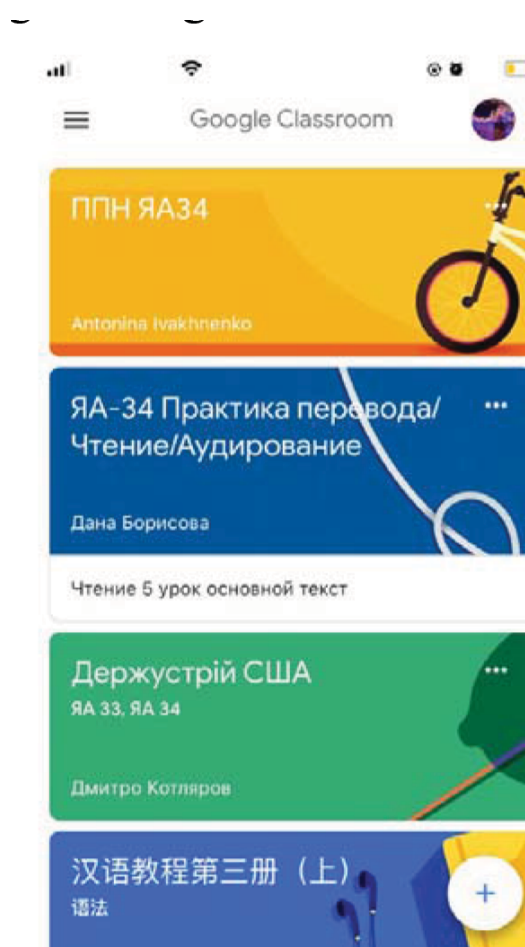 Google Classroom
ППН ЯА34
Antonina Ivakhnenko
ЯА-34 Практика перевода/
Чтение/Аудирование
Дана Борисова
Чтение 5 урок основной текст
Держустрій США
ЯА 33, ЯА 34
Дмитро Котляров
汉语教程第三册（上）
语法